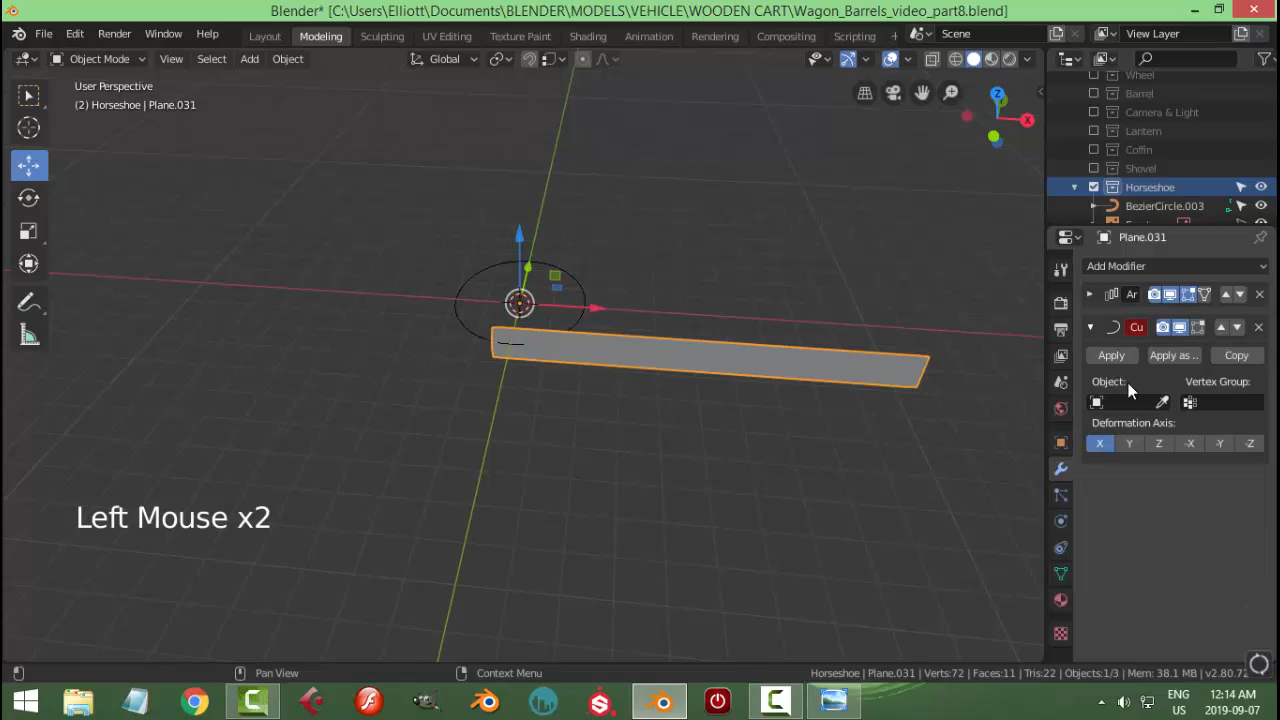 Blender* [C:\Users\Elliott\Documents\BLENDER\MODELS\VEHICLE\WOODEN CART\Wagon_Barrels_video_part8.blend]
File Edit Render Window Help Layout Modeling Sculpting UV Editing Texture Paint Shading Animation Rendering Compositing Scripting + Scene View Layer
Object Mode View Select Add Object Global
User Perspective
(2) Horseshoe | Plane.031
Z
X
Wheel
Barrel
Camera & Light
Lantern
Coffin
Shovel
Horseshoe
BezierCircle.003
Plane.031
Add Modifier
Ar
Cu
Apply Apply as .. Copy
Object: Vertex Group:
Deformation Axis:
X Y Z -X -Y -Z
Left Mouse x2
Pan View Context Menu Horseshoe | Plane.031 | Verts:72 | Faces:11 | Tris:22 | Objects:1/3 | Mem: 38.1 MB | v2.80.72
ENG 12:14 AM
US 2019-09-07